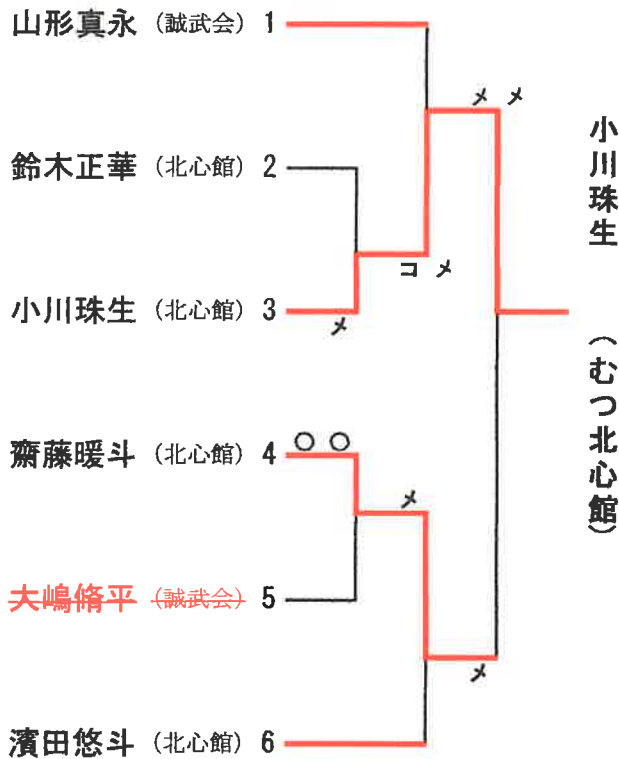 山形真永（誠武会）1
メ メ
鈴木正華（北心館）2
コ メ
小川珠生（北心館）3
メ
齋藤暖斗（北心館）4
○ ○
メ
大嶋脩平（誠武会）5
メ
濱田悠斗（北心館）6
小川珠生（むつ北心館）